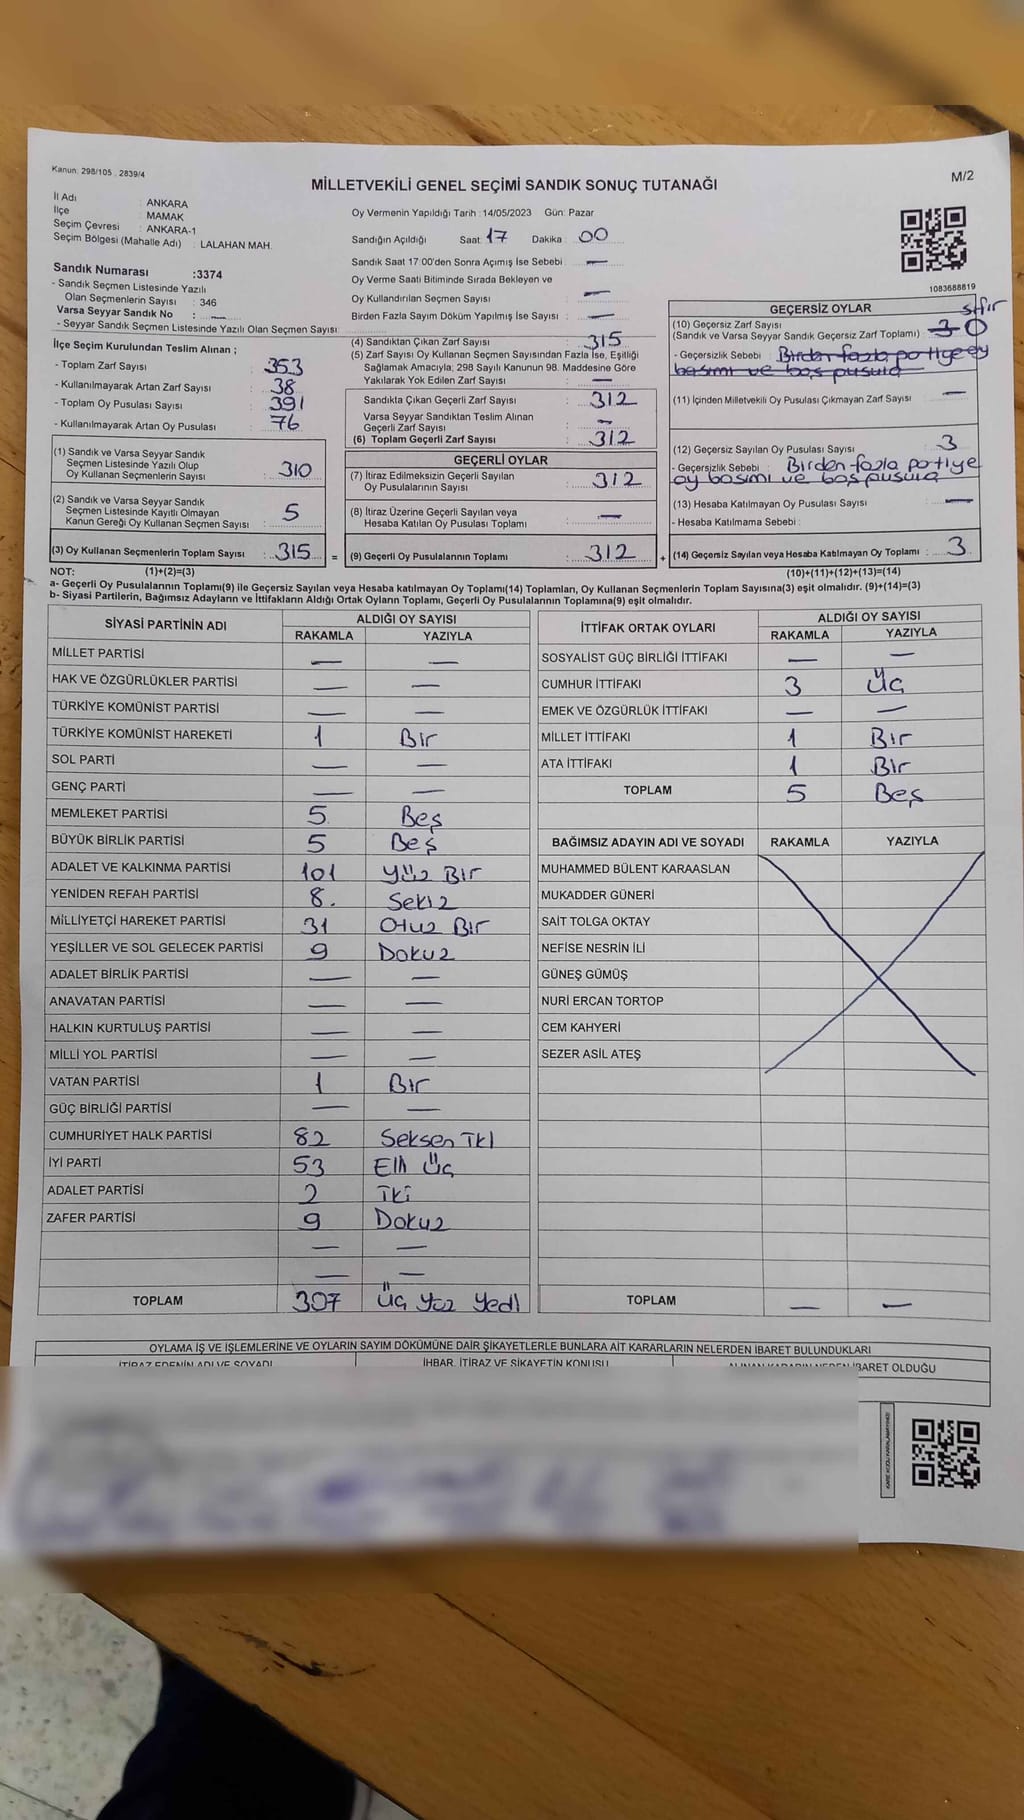 Kanun. 298/105 . 2839/4
MİLLETVEKİLİ GENEL SEÇİMİ SANDIK SONUÇ TUTANAĞI
M/2
İl Adı : ANKARA
İlçe : MAMAK
Seçim Çevresi : ANKARA-1
Seçim Bölgesi (Mahalle Adı) : LALAHAN MAH.
Sandık Numarası :3374
- Sandık Seçmen Listesinde Yazılı
Olan Seçmenlerin Sayısı : 346
Varsa Seyyar Sandık No : —
- Seyyar Sandık Seçmen Listesinde Yazılı Olan Seçmen Sayısı:
İlçe Seçim Kurulundan Teslim Alınan ;
- Toplam Zarf Sayısı : 353
- Kullanılmayarak Artan Zarf Sayısı : 38
- Toplam Oy Pusulası Sayısı : 391
- Kullanılmayarak Artan Oy Pusulası : 76
(1) Sandık ve Varsa Seyyar Sandık
Seçmen Listesinde Yazılı Olup
Oy Kullanan Seçmenlerin Sayısı : 310
(2) Sandık ve Varsa Seyyar Sandık
Seçmen Listesinde Kayıtlı Olmayan
Kanun Gereği Oy Kullanan Seçmen Sayısı : 5
(3) Oy Kullanan Seçmenlerin Toplam Sayısı : 315 =
Oy Vermenin Yapıldığı Tarih : 14/05/2023 Gün: Pazar
Sandığın Açıldığı Saat: 17 Dakika : 00
Sandık Saat 17.00'den Sonra Açımış İse Sebebi : —
Oy Verme Saati Bitiminde Sırada Bekleyen ve
Oy Kullandırılan Seçmen Sayısı : —
Birden Fazla Sayım Döküm Yapılmış İse Sayısı : —
(4) Sandıktan Çıkan Zarf Sayısı : 315
(5) Zarf Sayısı Oy Kullanan Seçmen Sayısından Fazla İse, Eşitliği
Sağlamak Amacıyla; 298 Sayılı Kanunun 98. Maddesine Göre
Yakılarak Yok Edilen Zarf Sayısı : —
Sandıkta Çıkan Geçerli Zarf Sayısı : 312
Varsa Seyyar Sandıktan Teslim Alınan
Geçerli Zarf Sayısı : —
(6) Toplam Geçerli Zarf Sayısı : 312
GEÇERLİ OYLAR
(7) İtiraz Edilmeksizin Geçerli Sayılan
Oy Pusulalarının Sayısı : 312
(8) İtiraz Üzerine Geçerli Sayılan veya
Hesaba Katılan Oy Pusulası Toplamı : —
(9) Geçerli Oy Pusulalarının Toplamı : 312 +
1083688819
GEÇERSİZ OYLAR
sıfır
(10) Geçersiz Zarf Sayısı
(Sandık ve Varsa Seyyar Sandık Geçersiz Zarf Toplamı) : 3 0
- Geçersizlik Sebebi : Birden fazla partiye oy
basımı ve boş pusula
(11) İçinden Milletvekili Oy Pusulası Çıkmayan Zarf Sayısı : —
(12) Geçersiz Sayılan Oy Pusulası Sayısı : 3
- Geçersizlik Sebebi : Birden fazla partiye
oy basımı ve boş pusula
(13) Hesaba Katılmayan Oy Pusulası Sayısı : —
- Hesaba Katılmama Sebebi :
(14) Geçersiz Sayılan veya Hesaba Katılmayan Oy Toplamı : 3
NOT: (1)+(2)=(3)
(10)+(11)+(12)+(13)=(14)
a- Geçerli Oy Pusulalarının Toplamı(9) ile Geçersiz Sayılan veya Hesaba katılmayan Oy Toplamı(14) Toplamları, Oy Kullanan Seçmenlerin Toplam Sayısına(3) eşit olmalıdır. (9)+(14)=(3)
b- Siyasi Partilerin, Bağımsız Adayların ve İttifakların Aldığı Ortak Oyların Toplamı, Geçerli Oy Pusulalarının Toplamına(9) eşit olmalıdır.
SİYASİ PARTİNİN ADI
ALDIĞI OY SAYISI
RAKAMLA YAZIYLA
MİLLET PARTİSİ — —
HAK VE ÖZGÜRLÜKLER PARTİSİ — —
TÜRKİYE KOMÜNİST PARTİSİ — —
TÜRKİYE KOMÜNİST HAREKETİ 1 Bir
SOL PARTİ — —
GENÇ PARTİ — —
MEMLEKET PARTİSİ 5 Beş
BÜYÜK BİRLİK PARTİSİ 5 Beş
ADALET VE KALKINMA PARTİSİ 101 Yüz Bir
YENİDEN REFAH PARTİSİ 8. Sekiz
MİLLİYETÇİ HAREKET PARTİSİ 31 Otuz Bir
YEŞİLLER VE SOL GELECEK PARTİSİ 9 Dokuz
ADALET BİRLİK PARTİSİ — —
ANAVATAN PARTİSİ — —
HALKIN KURTULUŞ PARTİSİ — —
MİLLİ YOL PARTİSİ — —
VATAN PARTİSİ 1 Bir
GÜÇ BİRLİĞİ PARTİSİ — —
CUMHURİYET HALK PARTİSİ 82 Seksen İki
İYİ PARTİ 53 Elli Üç
ADALET PARTİSİ 2 İki
ZAFER PARTİSİ 9 Dokuz
— —
— —
TOPLAM 307 Üç Yüz Yedi
İTTİFAK ORTAK OYLARI
ALDIĞI OY SAYISI
RAKAMLA YAZIYLA
SOSYALİST GÜÇ BİRLİĞİ İTTİFAKI — —
CUMHUR İTTİFAKI 3 Üç
EMEK VE ÖZGÜRLÜK İTTİFAKI — —
MİLLET İTTİFAKI 1 Bir
ATA İTTİFAKI 1 Bir
TOPLAM 5 Beş
BAĞIMSIZ ADAYIN ADI VE SOYADI RAKAMLA YAZIYLA
MUHAMMED BÜLENT KARAASLAN
MUKADDER GÜNERİ
SAİT TOLGA OKTAY
NEFİSE NESRİN İLİ
GÜNEŞ GÜMÜŞ
NURİ ERCAN TORTOP
CEM KAHYERİ
SEZER ASİL ATEŞ
TOPLAM — —
OYLAMA İŞ VE İŞLEMLERİNE VE OYLARIN SAYIM DÖKÜMÜNE DAİR ŞİKAYETLERLE BUNLARA AİT KARARLARIN NELERDEN İBARET BULUNDUKLARI
İTİRAZ EDENİN ADI VE SOYADI
İHBAR, İTİRAZ VE ŞİKAYETİN KONUSU
ALINAN KARARIN NEDEN İBARET OLDUĞU